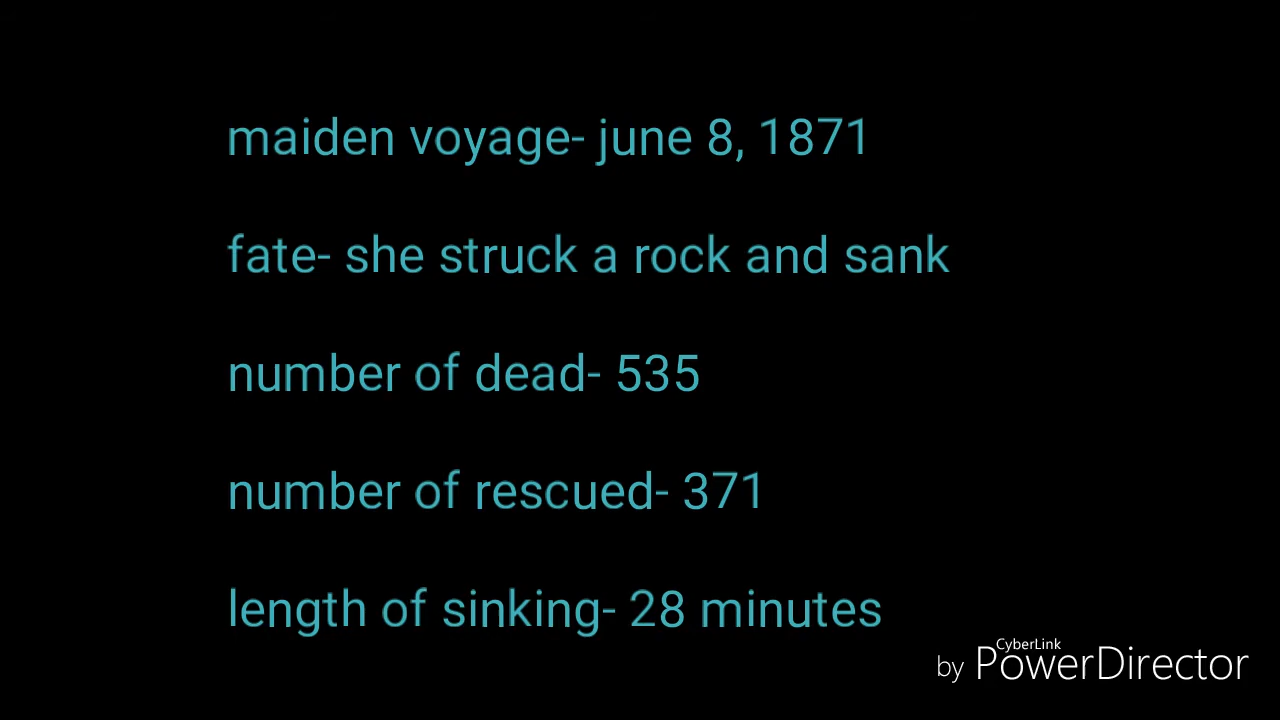 maiden voyage- june 8, 1871
fate- she struck a rock and sank
number of dead- 535
number of rescued- 371
length of sinking- 28 minutes
CyberLink
by PowerDirector